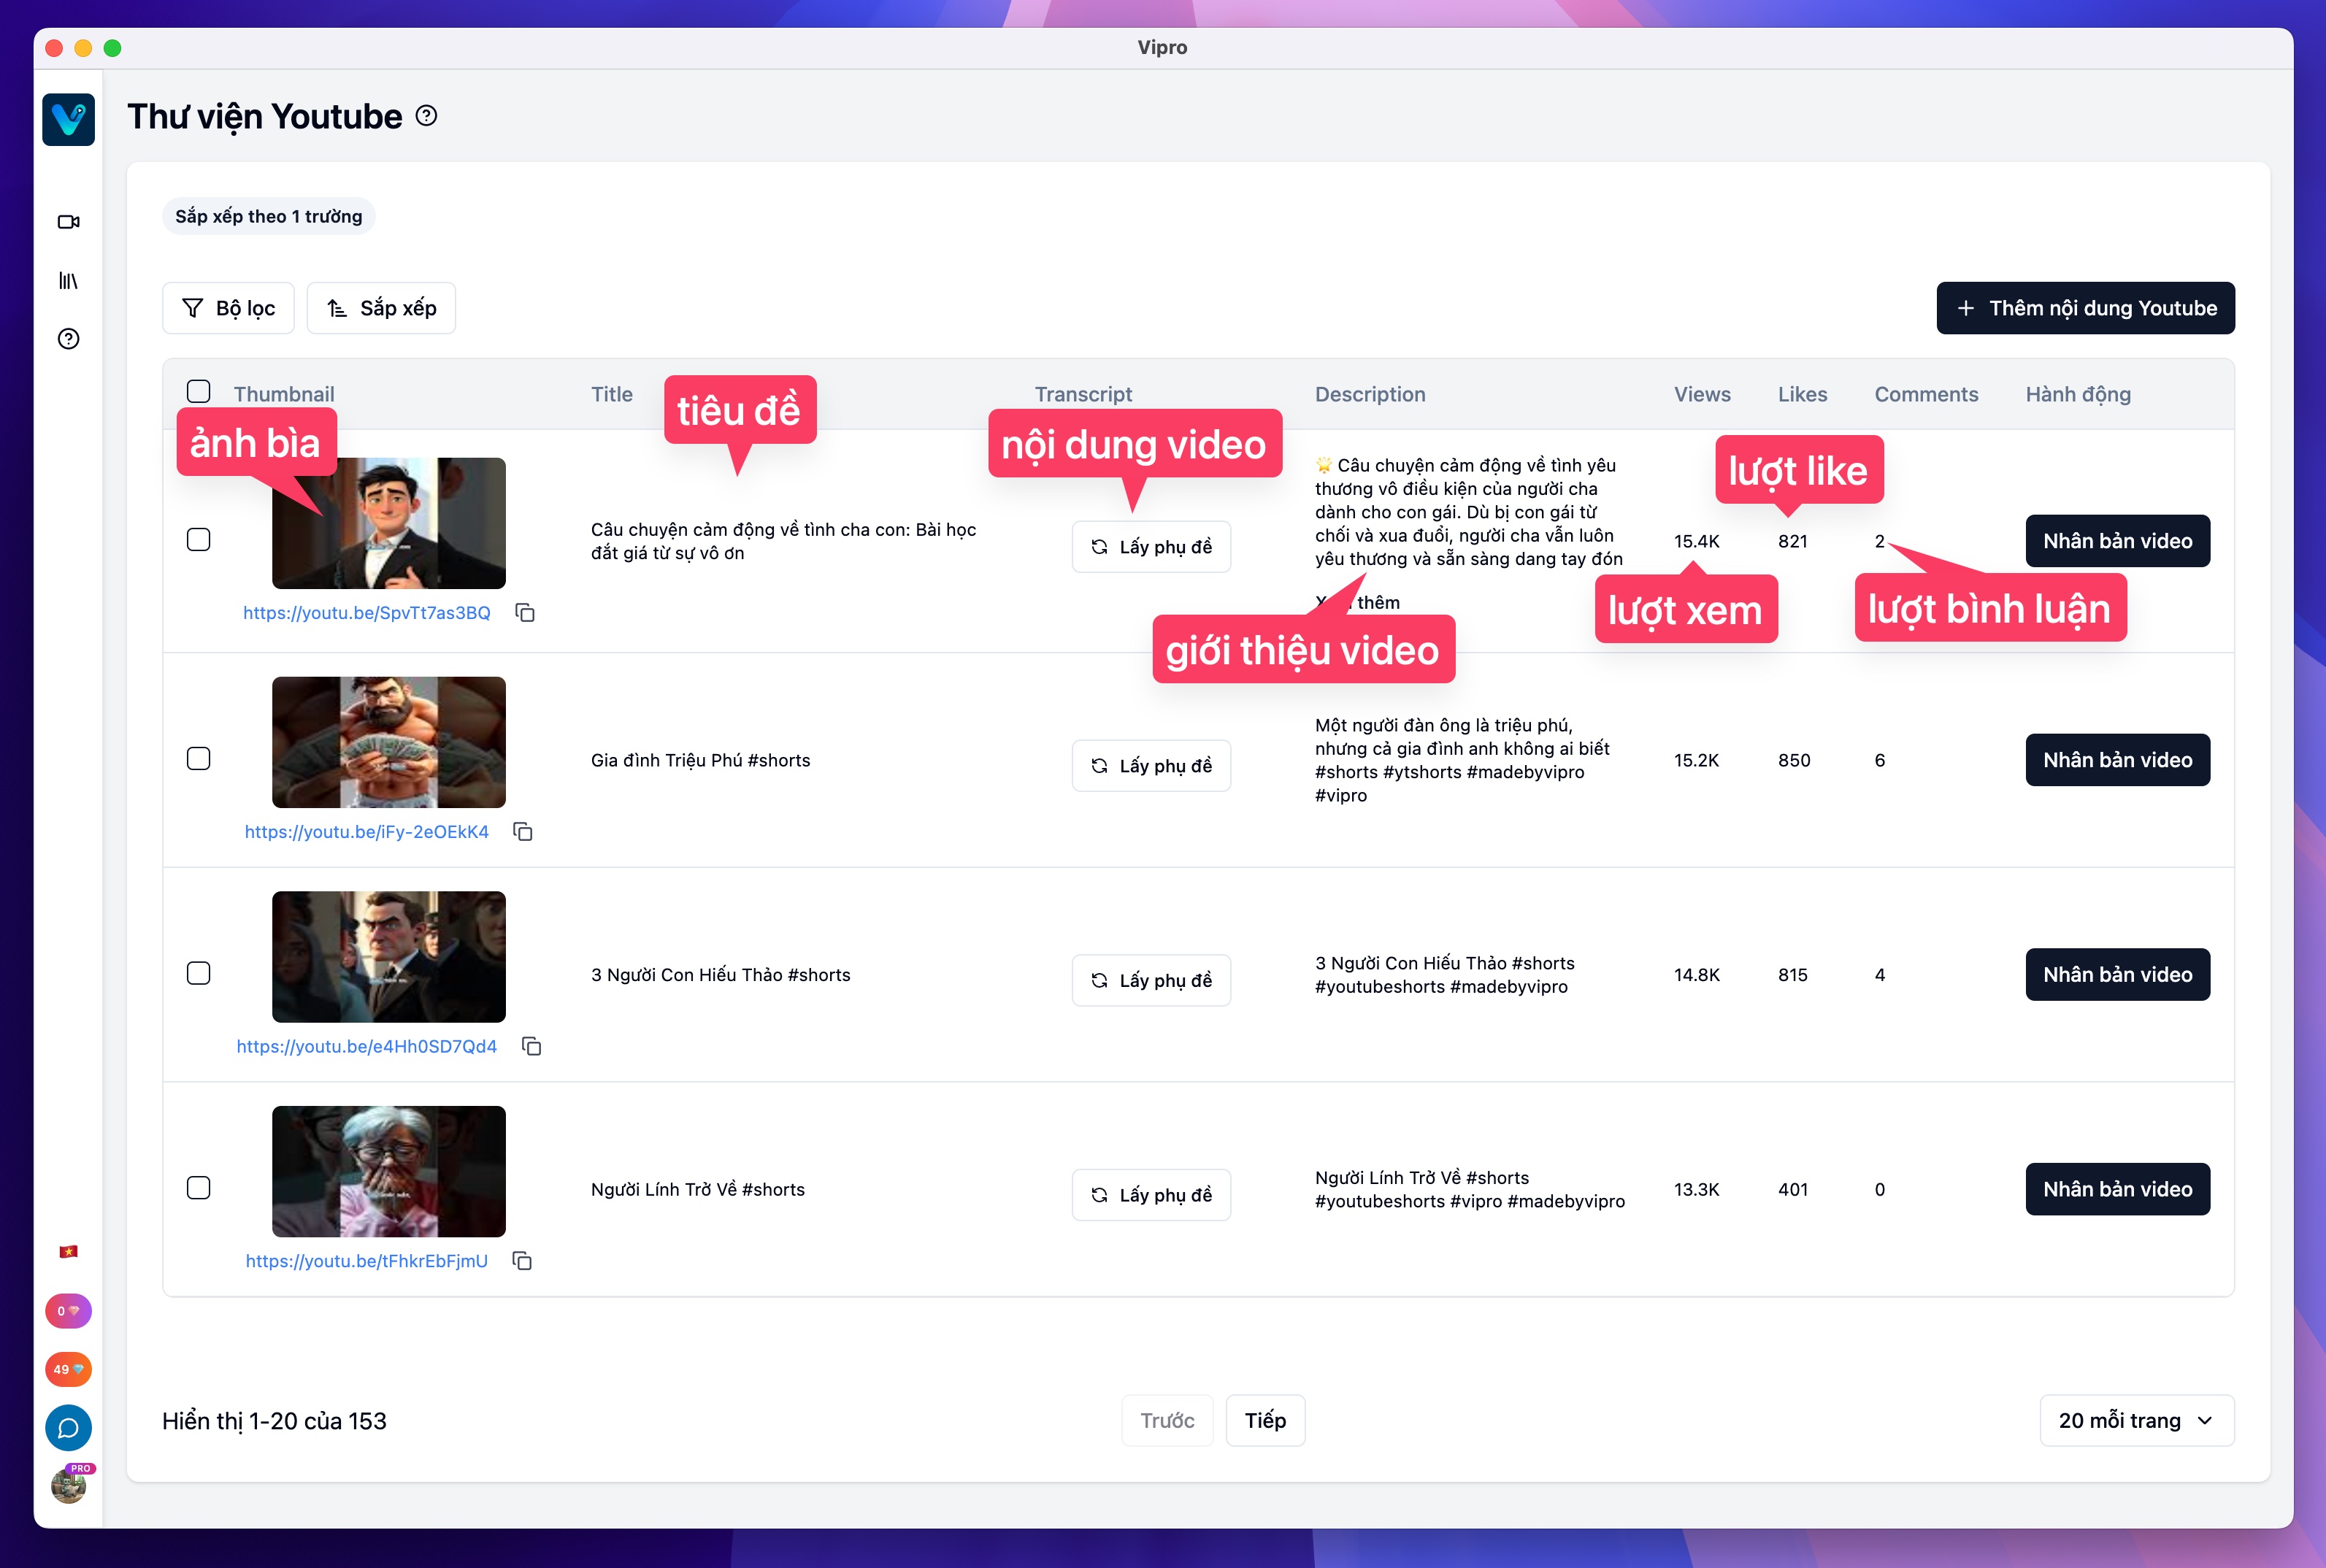 Vipro
Thư viện Youtube
Sắp xếp theo 1 trường
Bộ lọc
Sắp xếp
+ Thêm nội dung Youtube
Thumbnail
Title
Transcript
Description
Views
Likes
Comments
Hành động
ảnh bìa
tiêu đề
nội dung video
lượt like
https://youtu.be/SpvTt7as3BQ
Câu chuyện cảm động về tình cha con: Bài học
đắt giá từ sự vô ơn
Lấy phụ đề
🌟 Câu chuyện cảm động về tình yêu
thương vô điều kiện của người cha
dành cho con gái. Dù bị con gái từ
chối và xua đuổi, người cha vẫn luôn
yêu thương và sẵn sàng dang tay đón
thêm
15.4K
821
2
Nhân bản video
giới thiệu video
lượt xem
lượt bình luận
https://youtu.be/iFy-2eOEkK4
Gia đình Triệu Phú #shorts
Lấy phụ đề
Một người đàn ông là triệu phú,
nhưng cả gia đình anh không ai biết
#shorts #ytshorts #madebyvipro
#vipro
15.2K
850
6
Nhân bản video
https://youtu.be/e4Hh0SD7Qd4
3 Người Con Hiếu Thảo #shorts
Lấy phụ đề
3 Người Con Hiếu Thảo #shorts
#youtubeshorts #madebyvipro
14.8K
815
4
Nhân bản video
https://youtu.be/tFhkrEbFjmU
Người Lính Trở Về #shorts
Lấy phụ đề
Người Lính Trở Về #shorts
#youtubeshorts #vipro #madebyvipro
13.3K
401
0
Nhân bản video
0
49
PRO
Hiển thị 1-20 của 153
Trước
Tiếp
20 mỗi trang